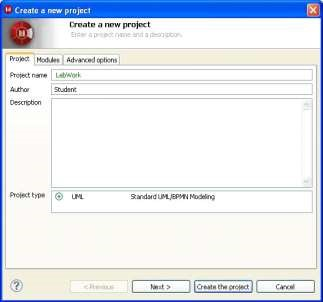 Create a new project
Create a new project
Enter a project name and a description.
Project Modules Advanced options
Project name LabWork
Author Student
Description
Project type UML Standard UML/BPMN Modeling
? < Previous Next > Create the project Cancel